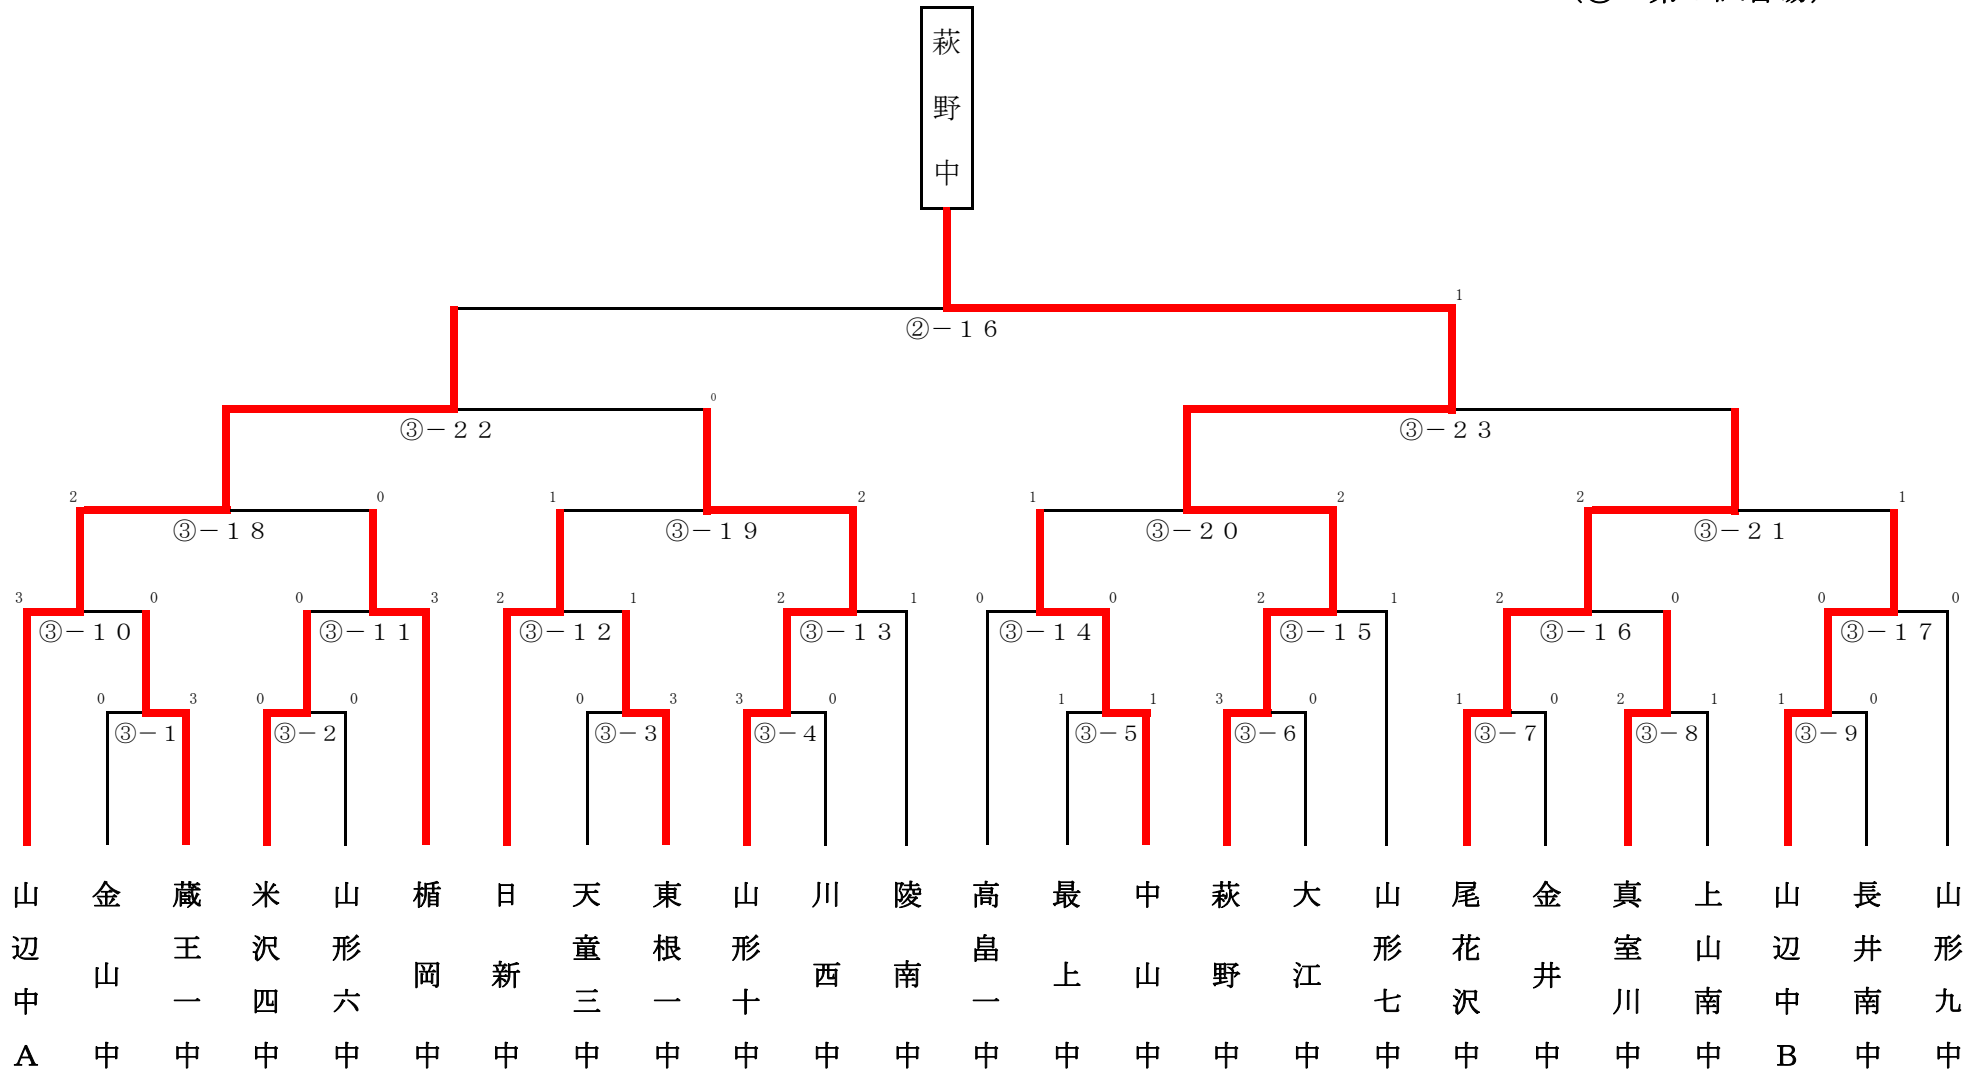 萩野中
1
②－１６
0
③－２２
③－２３
2
0
1
2
1
2
2
1
③－１８
③－１９
③－２０
③－２１
3
0
0
3
2
1
2
1
0
0
2
1
2
0
0
0
③－１０
③－１１
③－１２
③－１３
③－１４
③－１５
③－１６
③－１７
0
3
0
0
0
3
3
0
1
1
3
0
1
0
2
1
1
0
③－１
③－２
③－３
③－４
③－５
③－６
③－７
③－８
③－９
山辺中A
金山中
蔵王一中
米沢四中
山形六中
楯岡中
日新中
天童三中
東根一中
山形十中
川西中
陵南中
高畠一中
最上中
中山中
萩野中
大江中
山形七中
尾花沢中
金井中
真室川中
上山南中
山辺中B
長井南中
山形九中